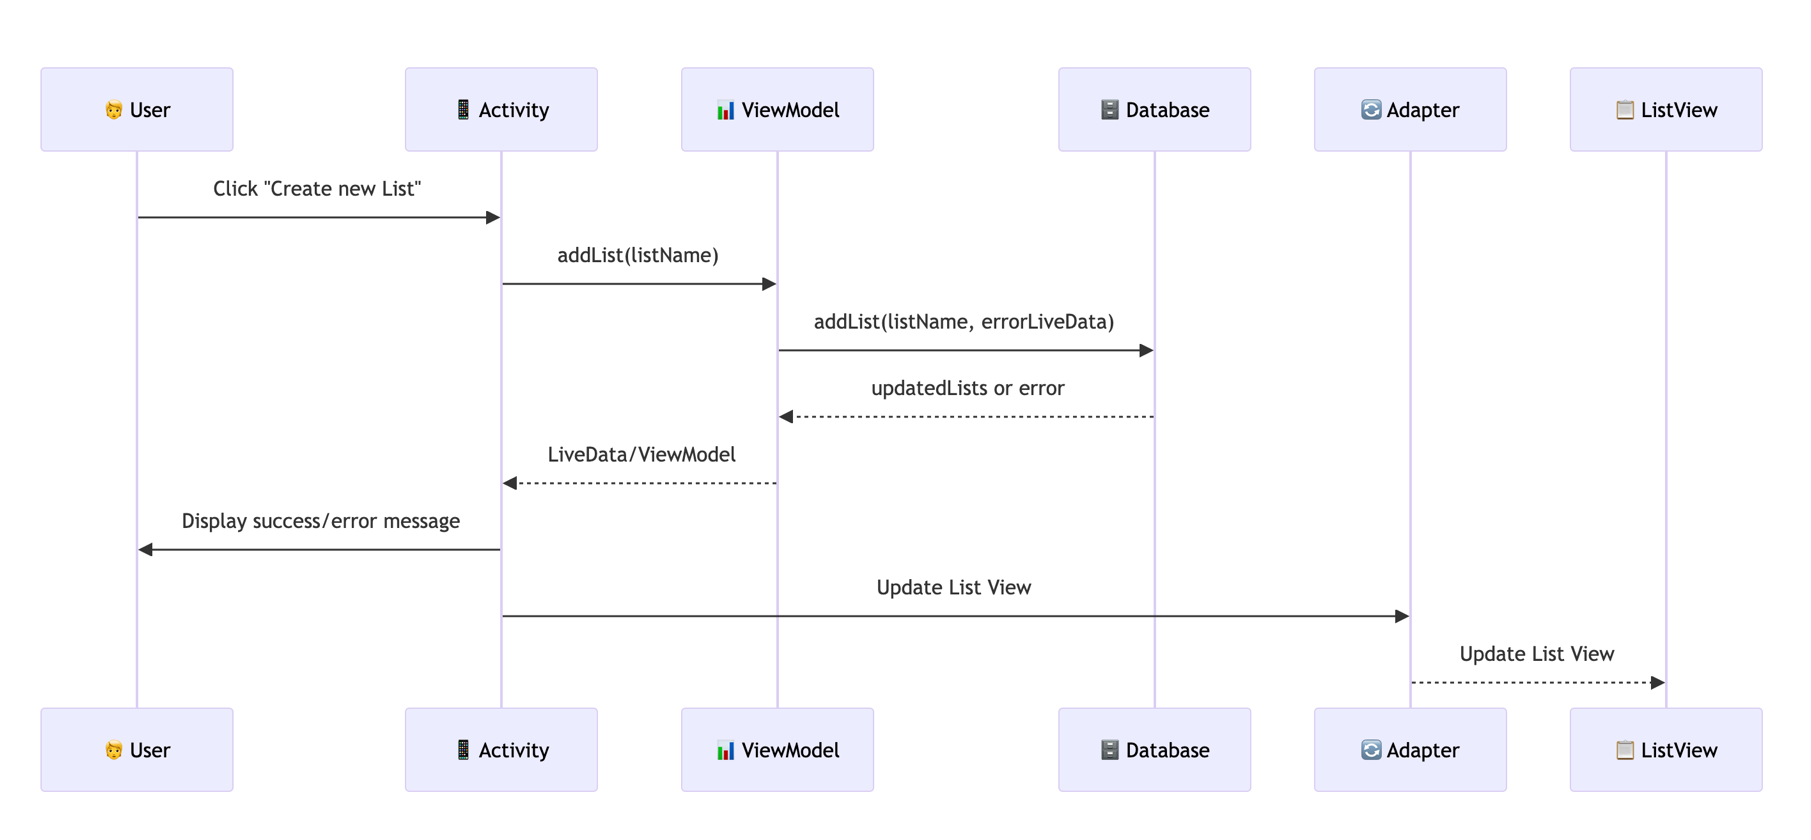 User
Activity
ViewModel
Database
Adapter
ListView
Click "Create new List"
addList(listName)
addList(listName, errorLiveData)
updatedLists or error
LiveData/ViewModel
Display success/error message
Update List View
Update List View
User
Activity
ViewModel
Database
Adapter
ListView